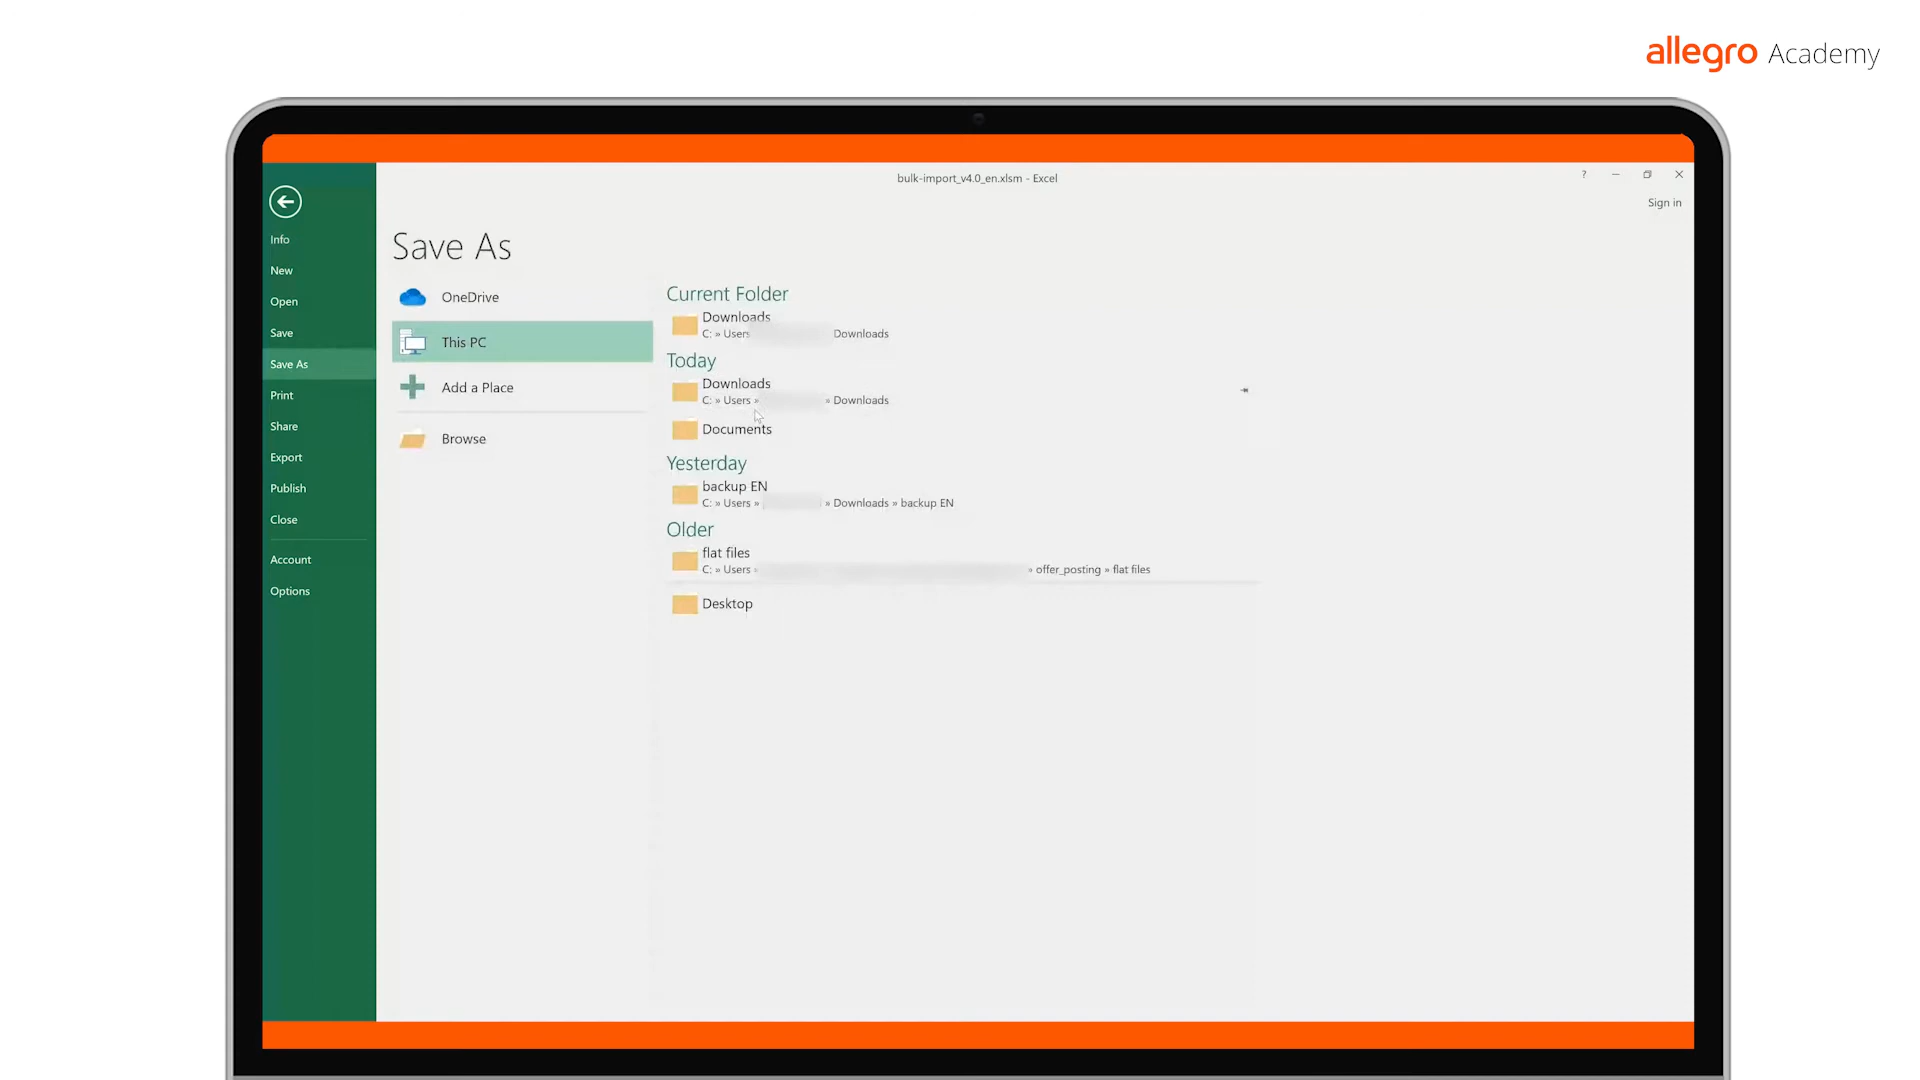 allegro Academy
bulk-import_v4.0_en.xlsm - Excel
?
Sign in
Info
New
Open
Save
Save As
Print
Share
Export
Publish
Close
Account
Options
Save As
OneDrive
This PC
Add a Place
Browse
Current Folder
Downloads
C: » Users Downloads
Today
Downloads
C: » Users » » Downloads
Documents
Yesterday
backup EN
C: » Users » » Downloads » backup EN
Older
flat files
C: » Users » » offer_posting » flat files
Desktop